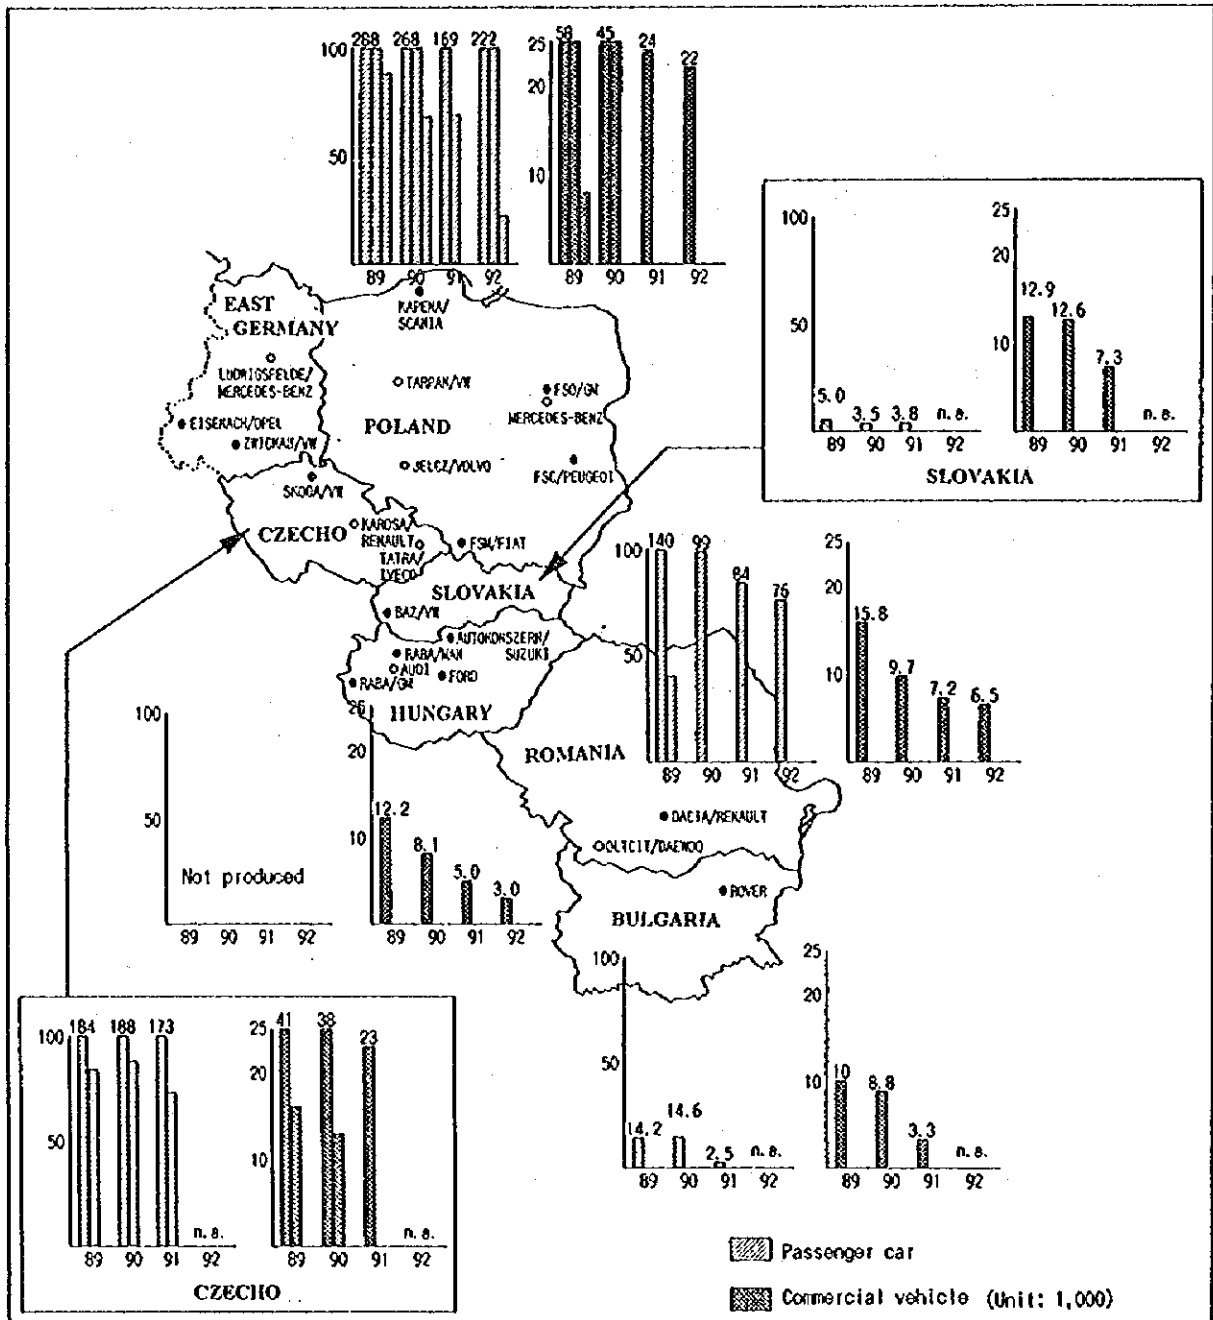 100
50
268
268
169
222
89
90
91
92
25
20
10
58
45
24
22
89
90
91
92
100
50
5.0
3.5
3.8
n.a.
89
90
91
92
25
20
10
12.9
12.6
7.3
n.a.
89
90
91
92
SLOVAKIA
EAST
GERMANY
LUDWIGSFELDE/
MERCEDES-BENZ
EISENACH/OPEL
ZWICKAU/VW
KAPENA/
SCANIA
TARPAN/VW
FSO/GM
MERCEDES-BENZ
POLAND
JELCZ/VOLVO
FSC/PEUGEOT
SKODA/VW
CZECHO
KAROSA/
RENAULT
TATRA/
IVECO
FSM/FIAT
SLOVAKIA
BAZ/VW
AUTOKONSZERN/
SUZUKI
RABA/MAN
AUDI
RABA/GM
FORD
HUNGARY
100
50
140
99
84
76
89
90
91
92
25
20
10
15.8
9.7
7.2
6.5
89
90
91
92
ROMANIA
DACIA/RENAULT
OLTCIT/DAEWOO
ROVER
BULGARIA
100
50
Not produced
89
90
91
92
20
10
12.2
8.1
5.0
3.0
89
90
91
92
100
50
14.2
14.6
2.5
n.a.
89
90
91
92
25
20
10
10
8.8
3.3
n.a.
89
90
91
92
100
50
184
188
173
n.a.
89
90
91
92
25
20
10
41
38
23
n.a.
89
90
91
92
CZECHO
Passenger car
Commercial vehicle (Unit: 1,000)